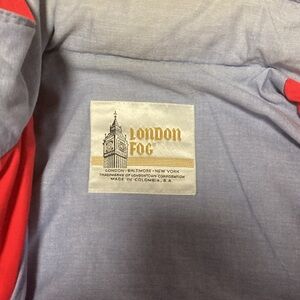 LONDON
FOG®
LONDON · BALTIMORE · NEW YORK
TRADEMARK OF LONDONTOWN CORPORATION
MADE IN COLOMBIA, S.A.